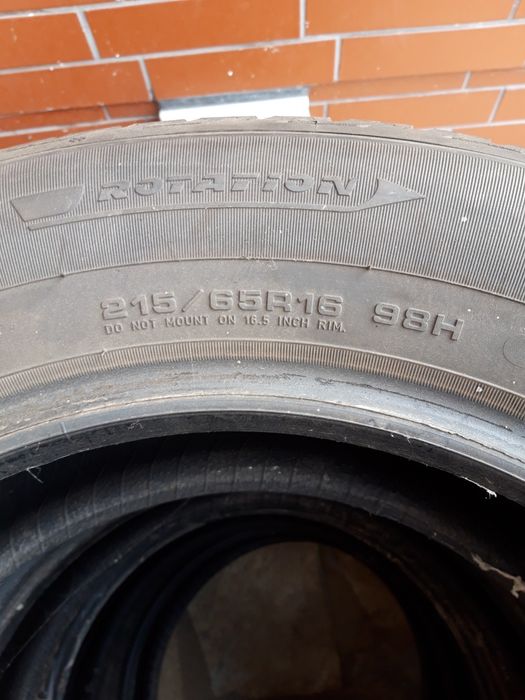 ROTATION
215/65R16 98H
DO NOT MOUNT ON 16.5 INCH RIM.